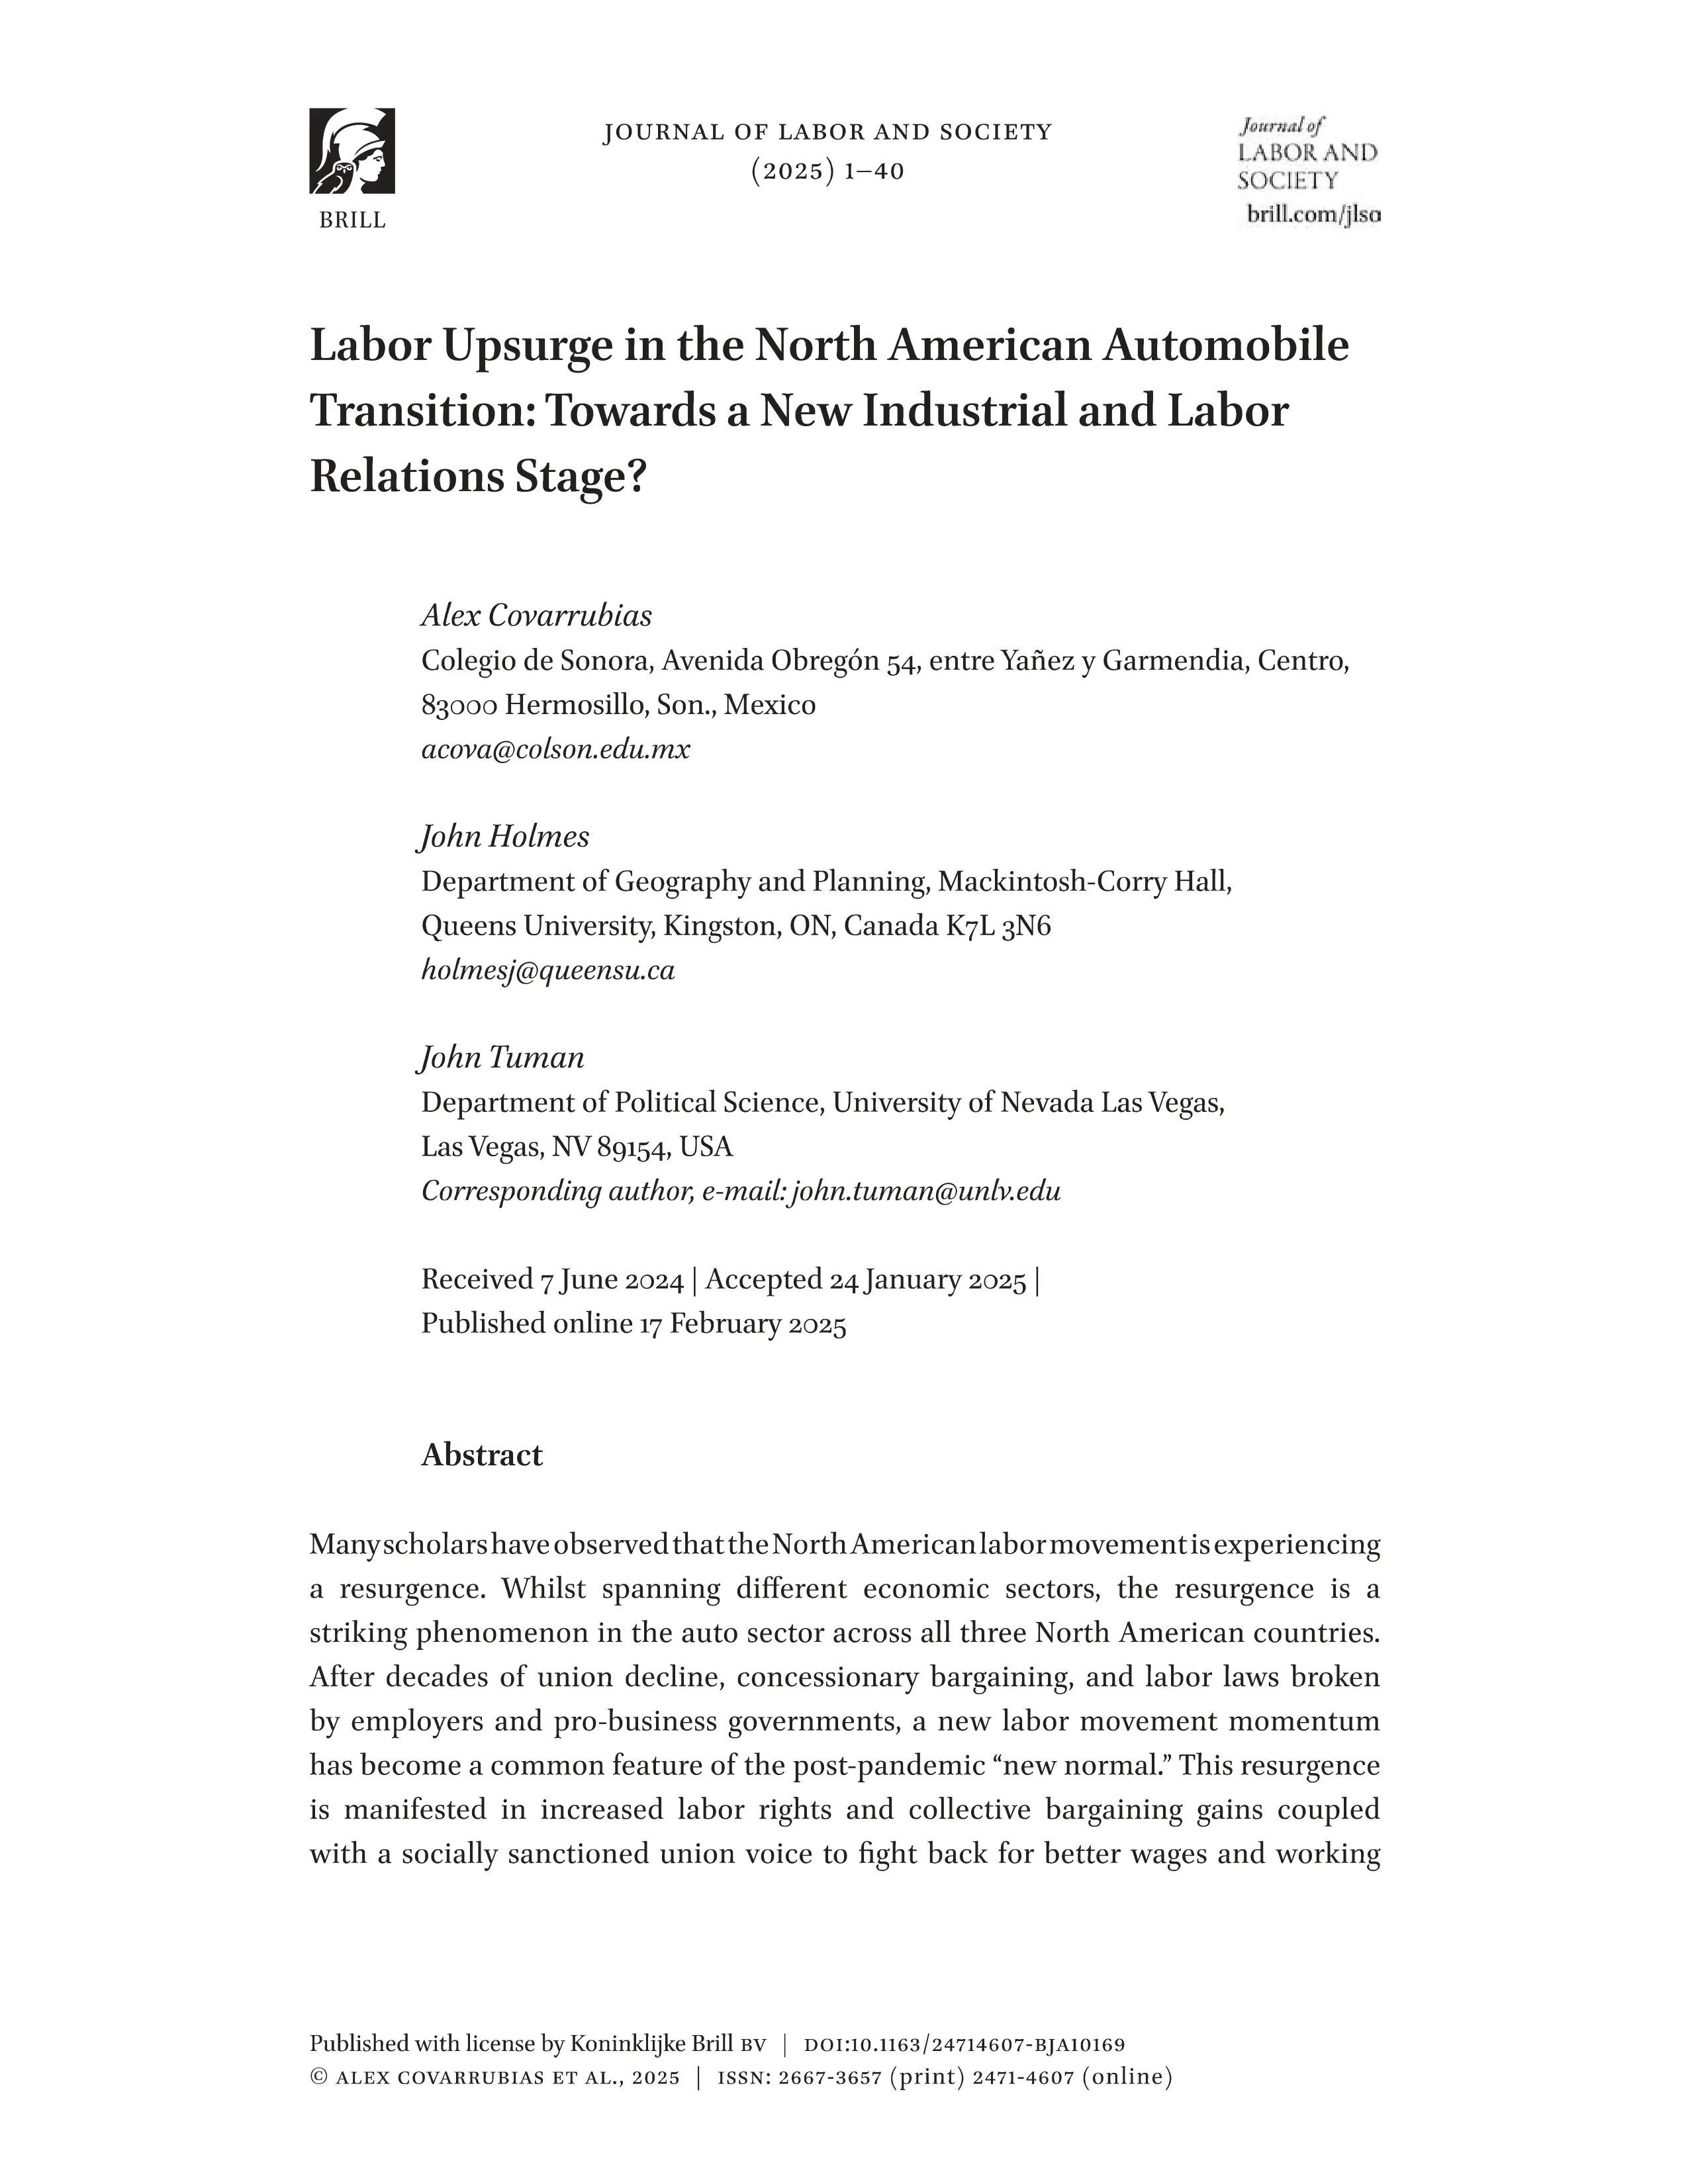 BRILL
JOURNAL OF LABOR AND SOCIETY
(2025) 1–40
Journal of
LABOR AND
SOCIETY
brill.com/jlso
Labor Upsurge in the North American Automobile
Transition: Towards a New Industrial and Labor
Relations Stage?
Alex Covarrubias
Colegio de Sonora, Avenida Obregón 54, entre Yañez y Garmendia, Centro,
83000 Hermosillo, Son., Mexico
acova@colson.edu.mx
John Holmes
Department of Geography and Planning, Mackintosh-Corry Hall,
Queens University, Kingston, ON, Canada K7L 3N6
holmesj@queensu.ca
John Tuman
Department of Political Science, University of Nevada Las Vegas,
Las Vegas, NV 89154, USA
Corresponding author, e-mail: john.tuman@unlv.edu
Received 7 June 2024 | Accepted 24 January 2025 |
Published online 17 February 2025
Abstract
Many scholars have observed that the North American labor movement is experiencing
a resurgence. Whilst spanning different economic sectors, the resurgence is a
striking phenomenon in the auto sector across all three North American countries.
After decades of union decline, concessionary bargaining, and labor laws broken
by employers and pro-business governments, a new labor movement momentum
has become a common feature of the post-pandemic “new normal.” This resurgence
is manifested in increased labor rights and collective bargaining gains coupled
with a socially sanctioned union voice to fight back for better wages and working
Published with license by Koninklijke Brill BV | DOI:10.1163/24714607-BJA10169
© ALEX COVARRUBIAS ET AL., 2025 | ISSN: 2667-3657 (print) 2471-4607 (online)